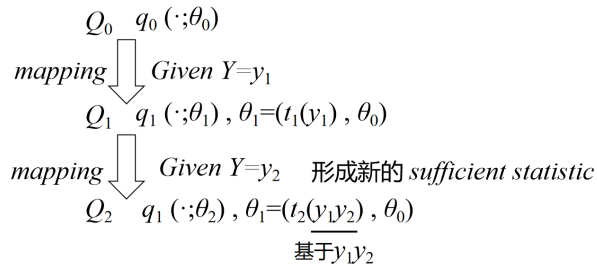 Q₀ q₀ (·;θ₀)
mapping Given Y=y₁
Q₁ q₁ (·;θ₁) , θ₁=(t₁(y₁) , θ₀)
mapping Given Y=y₂ 形成新的 sufficient statistic
Q₂ q₁ (·;θ₂) , θ₁=(t₂(y₁y₂) , θ₀)
基于y₁y₂